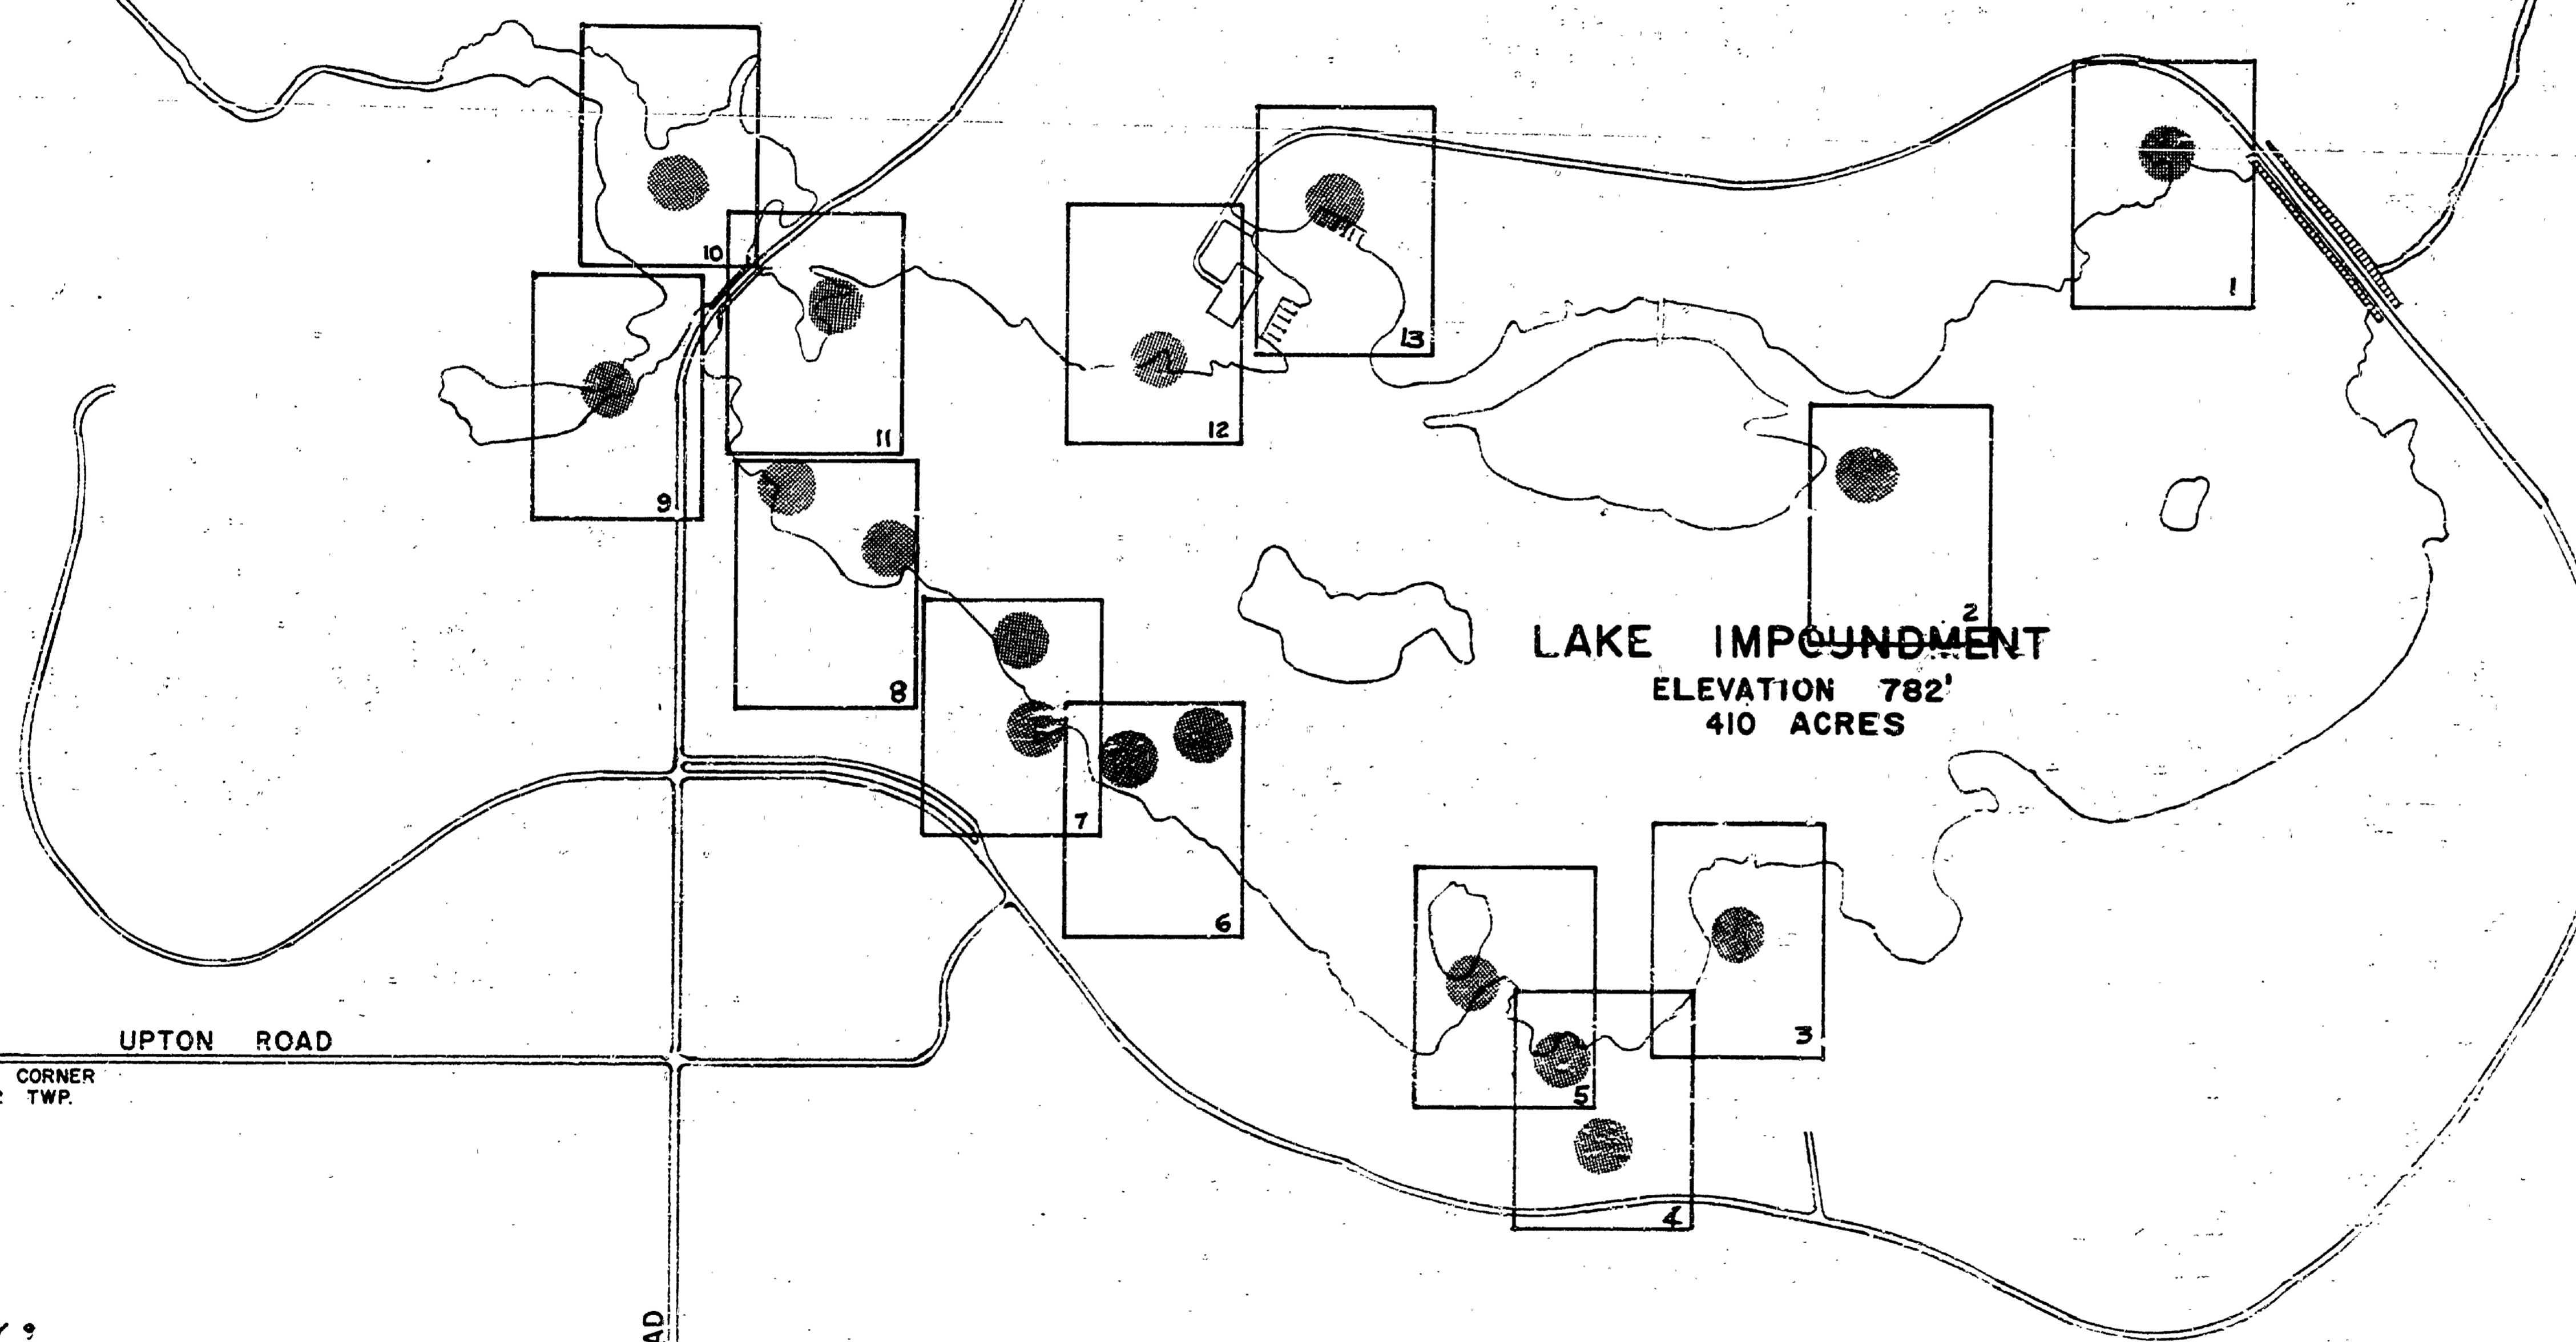 10
13
1
12
11
9
2
LAKE IMPOUNDMENT
ELEVATION 782'
410 ACRES
8
7
6
3
5
4
UPTON ROAD
CORNER
TWP.
AD
9